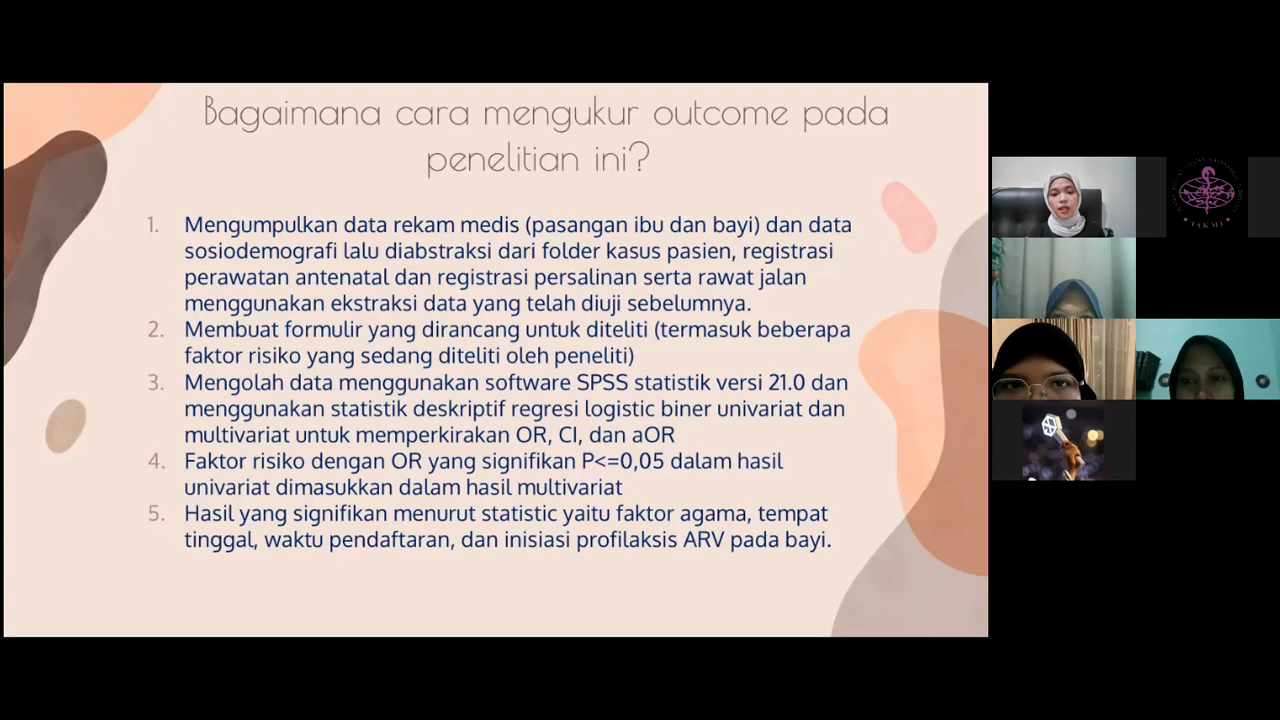 Bagaimana cara mengukur outcome pada
penelitian ini?
1. Mengumpulkan data rekam medis (pasangan ibu dan bayi) dan data
sosiodemografi lalu diabstraksi dari folder kasus pasien, registrasi
perawatan antenatal dan registrasi persalinan serta rawat jalan
menggunakan ekstraksi data yang telah diuji sebelumnya.
2. Membuat formulir yang dirancang untuk diteliti (termasuk beberapa
faktor risiko yang sedang diteliti oleh peneliti)
3. Mengolah data menggunakan software SPSS statistik versi 21.0 dan
menggunakan statistik deskriptif regresi logistic biner univariat dan
multivariat untuk memperkirakan OR, CI, dan aOR
4. Faktor risiko dengan OR yang signifikan P<=0,05 dalam hasil
univariat dimasukkan dalam hasil multivariat
5. Hasil yang signifikan menurut statistic yaitu faktor agama, tempat
tinggal, waktu pendaftaran, dan inisiasi profilaksis ARV pada bayi.